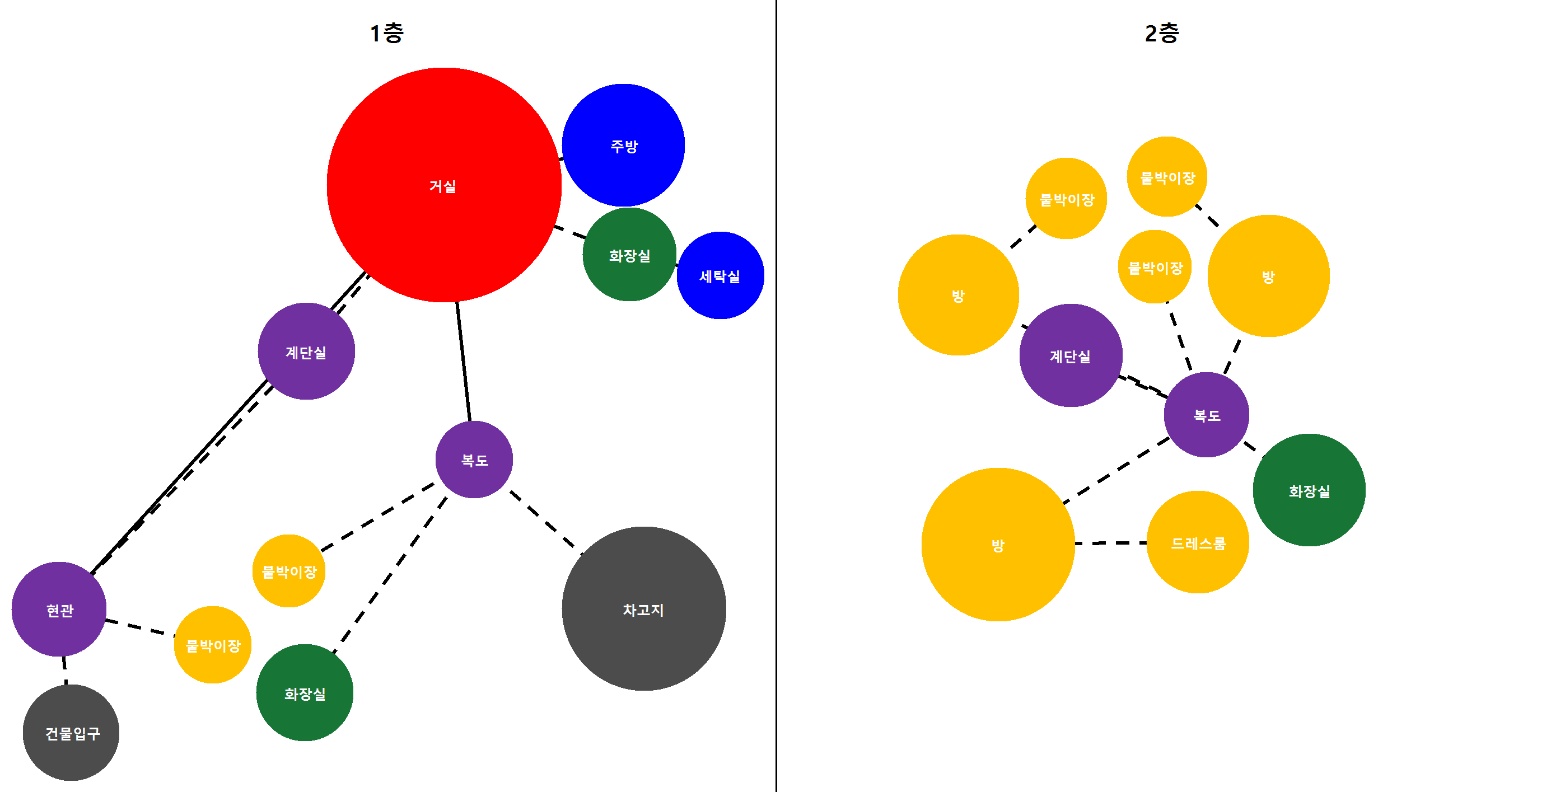 1층
거실
주방
화장실
세탁실
계단실
복도
붙박이장
현관
붙박이장
차고지
화장실
건물입구
2층
붙박이장
붙박이장
붙박이장
방
방
계단실
복도
화장실
방
드레스룸